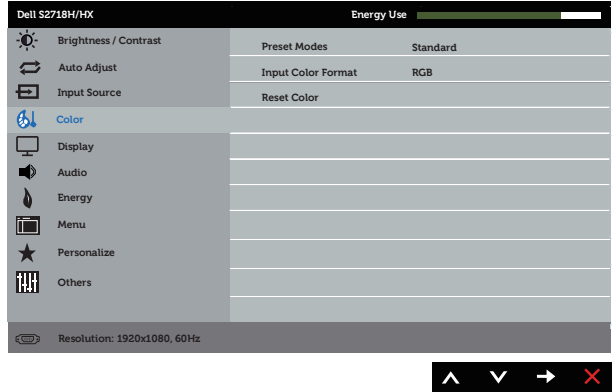 Dell S2718H/HX Energy Use
Brightness / Contrast
Auto Adjust
Input Source
Color
Display
Audio
Energy
Menu
Personalize
Others
Preset Modes Standard
Input Color Format RGB
Reset Color
Resolution: 1920x1080, 60Hz